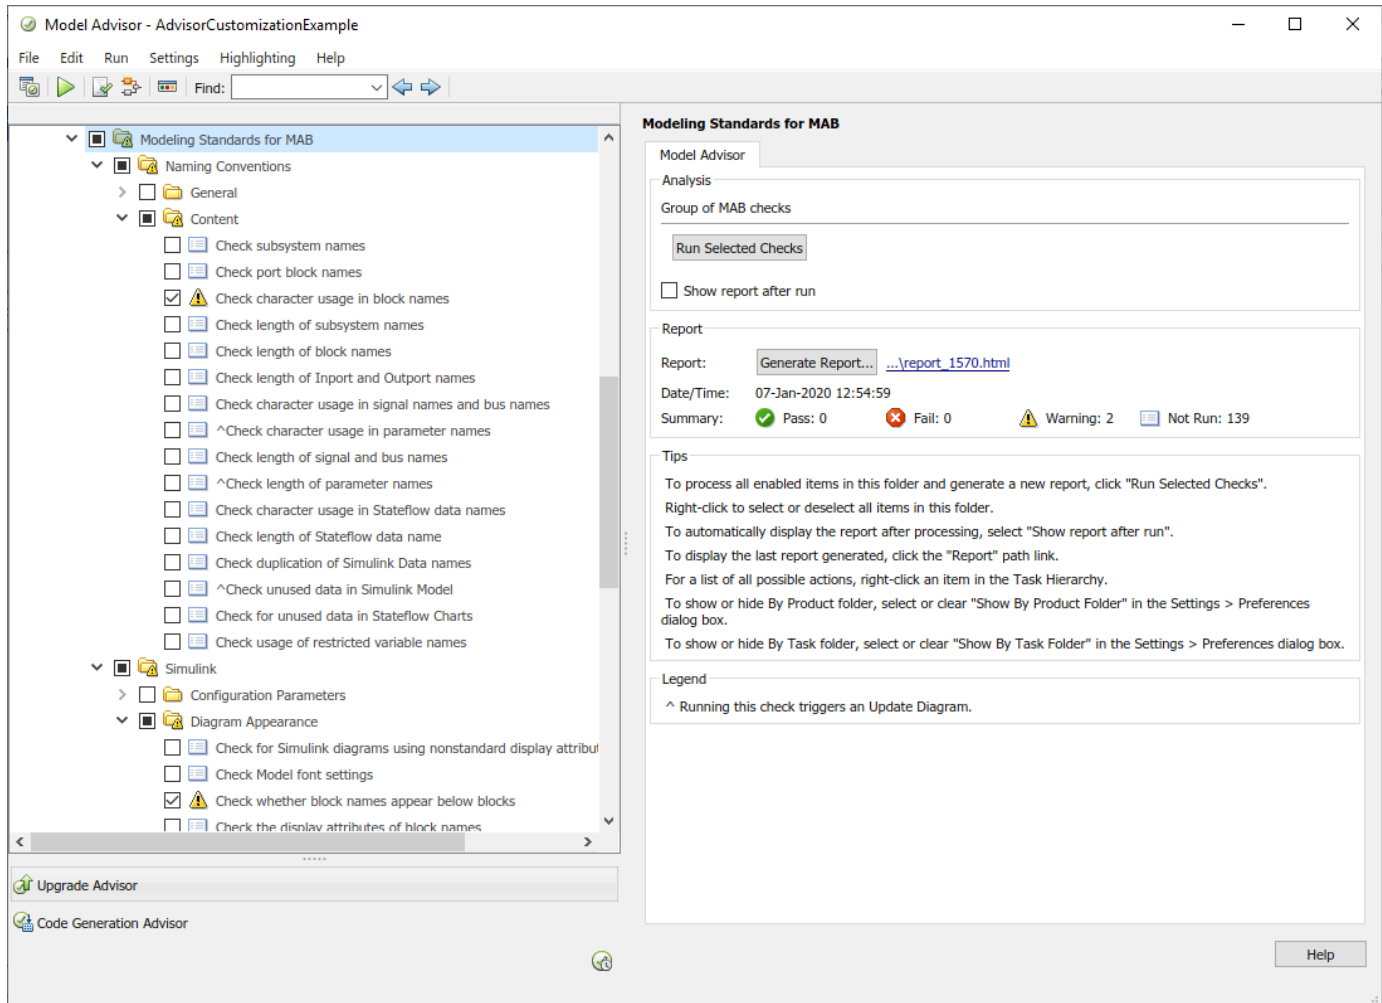 Model Advisor - AdvisorCustomizationExample
File Edit Run Settings Highlighting Help
Find:
Modeling Standards for MAB
Naming Conventions
General
Content
Check subsystem names
Check port block names
Check character usage in block names
Check length of subsystem names
Check length of block names
Check length of Inport and Outport names
Check character usage in signal names and bus names
^Check character usage in parameter names
Check length of signal and bus names
^Check length of parameter names
Check character usage in Stateflow data names
Check length of Stateflow data name
Check duplication of Simulink Data names
^Check unused data in Simulink Model
Check for unused data in Stateflow Charts
Check usage of restricted variable names
Simulink
Configuration Parameters
Diagram Appearance
Check for Simulink diagrams using nonstandard display attribut
Check Model font settings
Check whether block names appear below blocks
Check the display attributes of block names
Upgrade Advisor
Code Generation Advisor
Modeling Standards for MAB
Model Advisor
Analysis
Group of MAB checks
Run Selected Checks
Show report after run
Report
Report: Generate Report... ...\report_1570.html
Date/Time: 07-Jan-2020 12:54:59
Summary: Pass: 0 Fail: 0 Warning: 2 Not Run: 139
Tips
To process all enabled items in this folder and generate a new report, click "Run Selected Checks".
Right-click to select or deselect all items in this folder.
To automatically display the report after processing, select "Show report after run".
To display the last report generated, click the "Report" path link.
For a list of all possible actions, right-click an item in the Task Hierarchy.
To show or hide By Product folder, select or clear "Show By Product Folder" in the Settings > Preferences
dialog box.
To show or hide By Task folder, select or clear "Show By Task Folder" in the Settings > Preferences dialog box.
Legend
^ Running this check triggers an Update Diagram.
Help